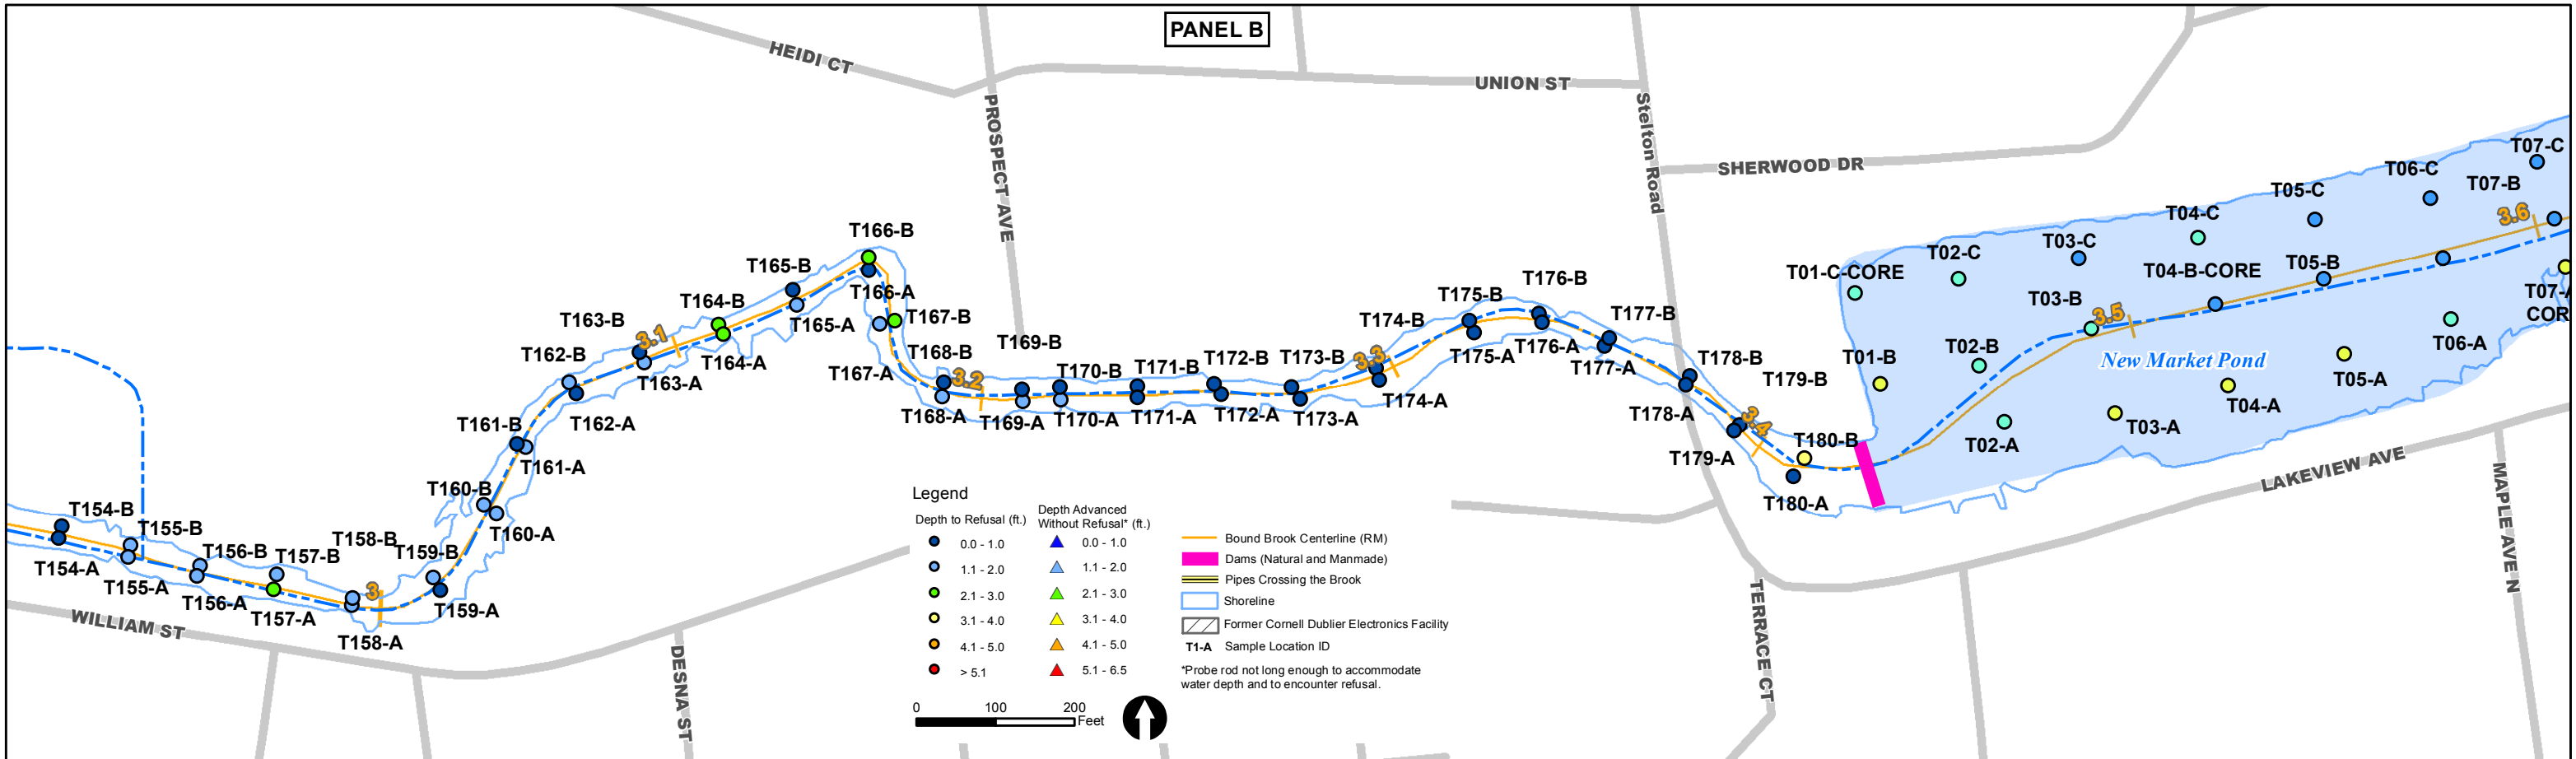 PANEL B
HEIDI CT
UNION ST
PROSPECT AVE
Stelton Road
SHERWOOD DR
T07-C
T06-C
T07-B
T05-C
T04-C
3.6
T03-C
T02-C
T01-C-CORE
T04-B-CORE
T05-B
T03-B
3.5
T07-A
COR
New Market Pond
T06-A
T02-B
T01-B
T05-A
T04-A
T03-A
T02-A
LAKEVIEW AVE
MAPLE AVE N
T166-B
T165-B
T166-A
T164-B
T165-A
T167-B
T163-B
3.1
T164-A
T162-B
T163-A
T167-A
T168-B
3.2
T168-A
T169-B
T169-A
T170-B
T170-A
T171-B
T171-A
T172-B
T172-A
T173-B
T173-A
T174-B
3.3
T174-A
T175-B
T175-A
T176-B
T176-A
T177-B
T177-A
T178-B
T178-A
T179-B
3.4
T179-A
T180-B
T180-A
T162-A
T161-B
T161-A
T160-B
T160-A
T154-B
T155-B
T156-B
T157-B
T158-B
T159-B
T154-A
T155-A
T156-A
T157-A
3
T158-A
T159-A
WILLIAM ST
DESNA ST
TERRACE CT
Legend
Depth to Refusal (ft.)
0.0 - 1.0
1.1 - 2.0
2.1 - 3.0
3.1 - 4.0
4.1 - 5.0
> 5.1
Depth Advanced
Without Refusal* (ft.)
0.0 - 1.0
1.1 - 2.0
2.1 - 3.0
3.1 - 4.0
4.1 - 5.0
5.1 - 6.5
Bound Brook Centerline (RM)
Dams (Natural and Manmade)
Pipes Crossing the Brook
Shoreline
Former Cornell Dublier Electronics Facility
T1-A Sample Location ID
*Probe rod not long enough to accommodate
water depth and to encounter refusal.
0 100 200
Feet